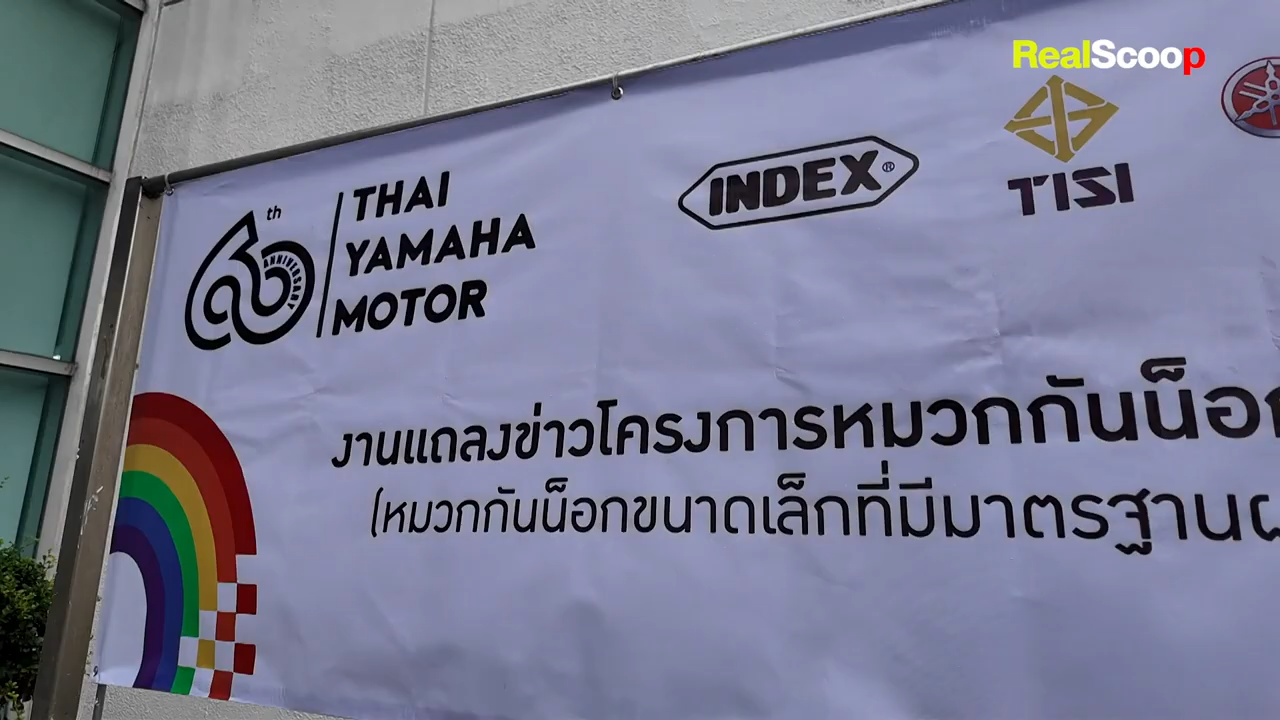 RealScoop
60th
ANNIVERSARY
THAI
YAMAHA
MOTOR
INDEX®
TISI
งานแถลงข่าวโครงการหมวกกันน็อก
(หมวกกันน็อกขนาดเล็กที่มีมาตรฐาน